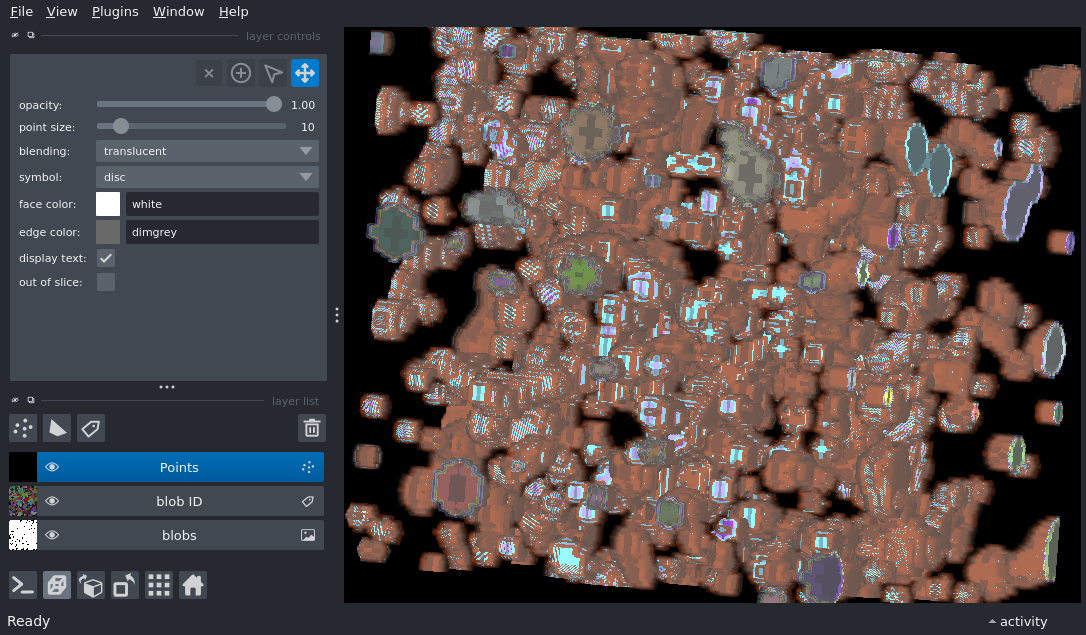 File View Plugins Window Help
layer controls
opacity: 1.00
point size: 10
blending: translucent
symbol: disc
face color: white
edge color: dimgrey
display text:
out of slice:
layer list
Points
blob ID
blobs
Ready
activity